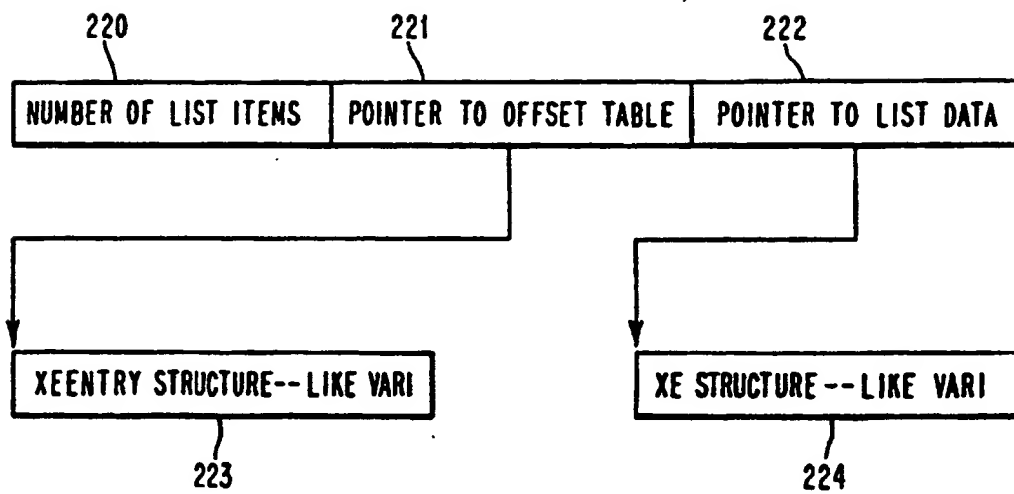 220 221 222
NUMBER OF LIST ITEMS POINTER TO OFFSET TABLE POINTER TO LIST DATA
XEENTRY STRUCTURE--LIKE VARI XE STRUCTURE--LIKE VARI
223 224